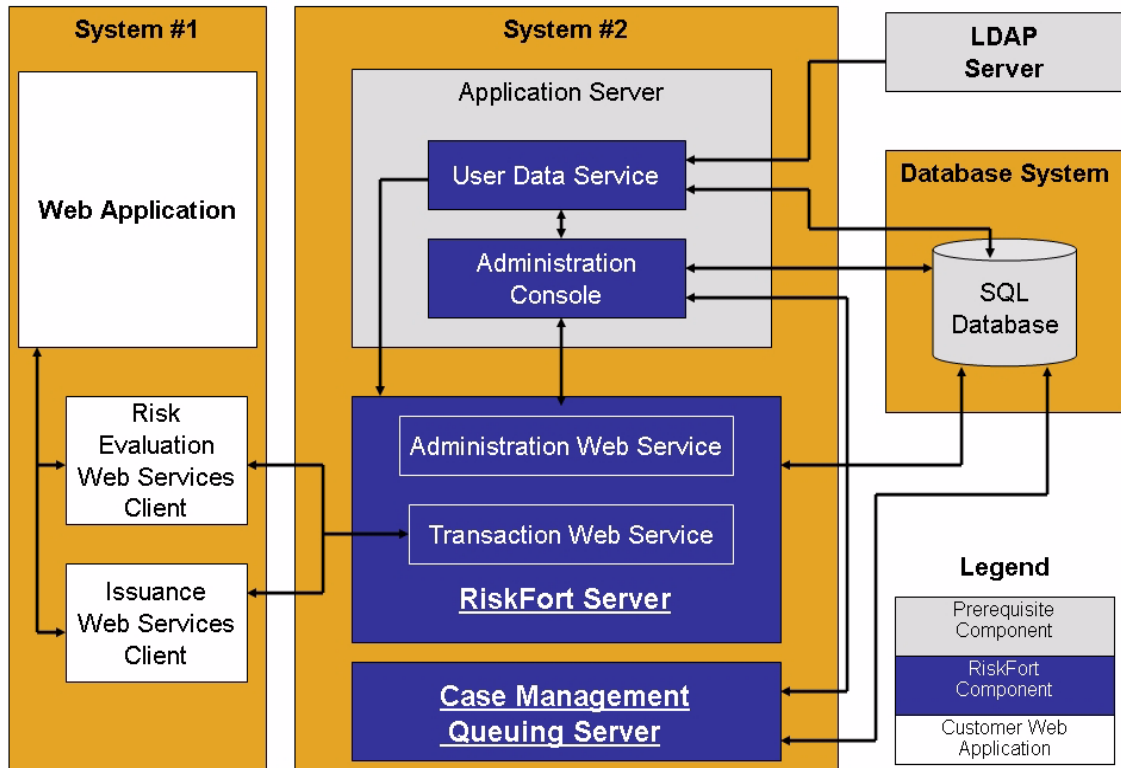 System #1
Web Application
Risk
Evaluation
Web Services
Client
Issuance
Web Services
Client
System #2
Application Server
User Data Service
Administration
Console
Administration Web Service
Transaction Web Service
RiskFort Server
Case Management
Queuing Server
LDAP
Server
Database System
SQL
Database
Legend
Prerequisite
Component
RiskFort
Component
Customer Web
Application